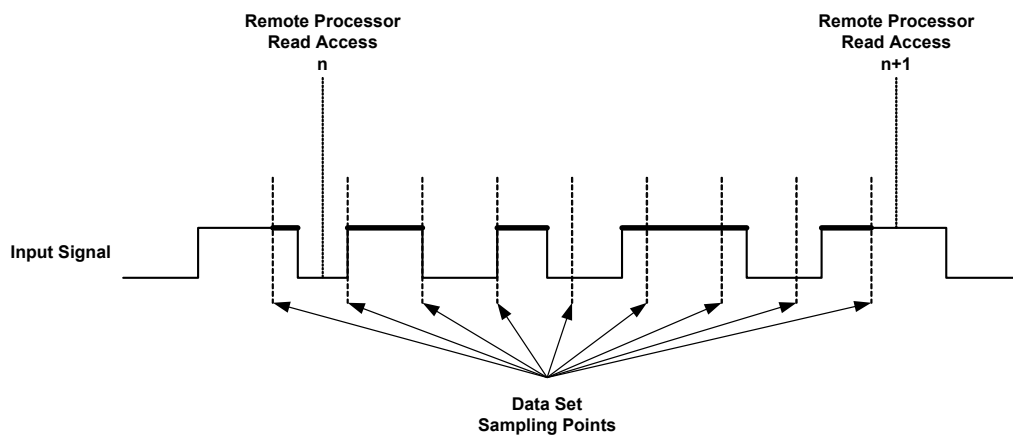 Remote Processor
Read Access
n
Remote Processor
Read Access
n+1
Input Signal
Data Set
Sampling Points